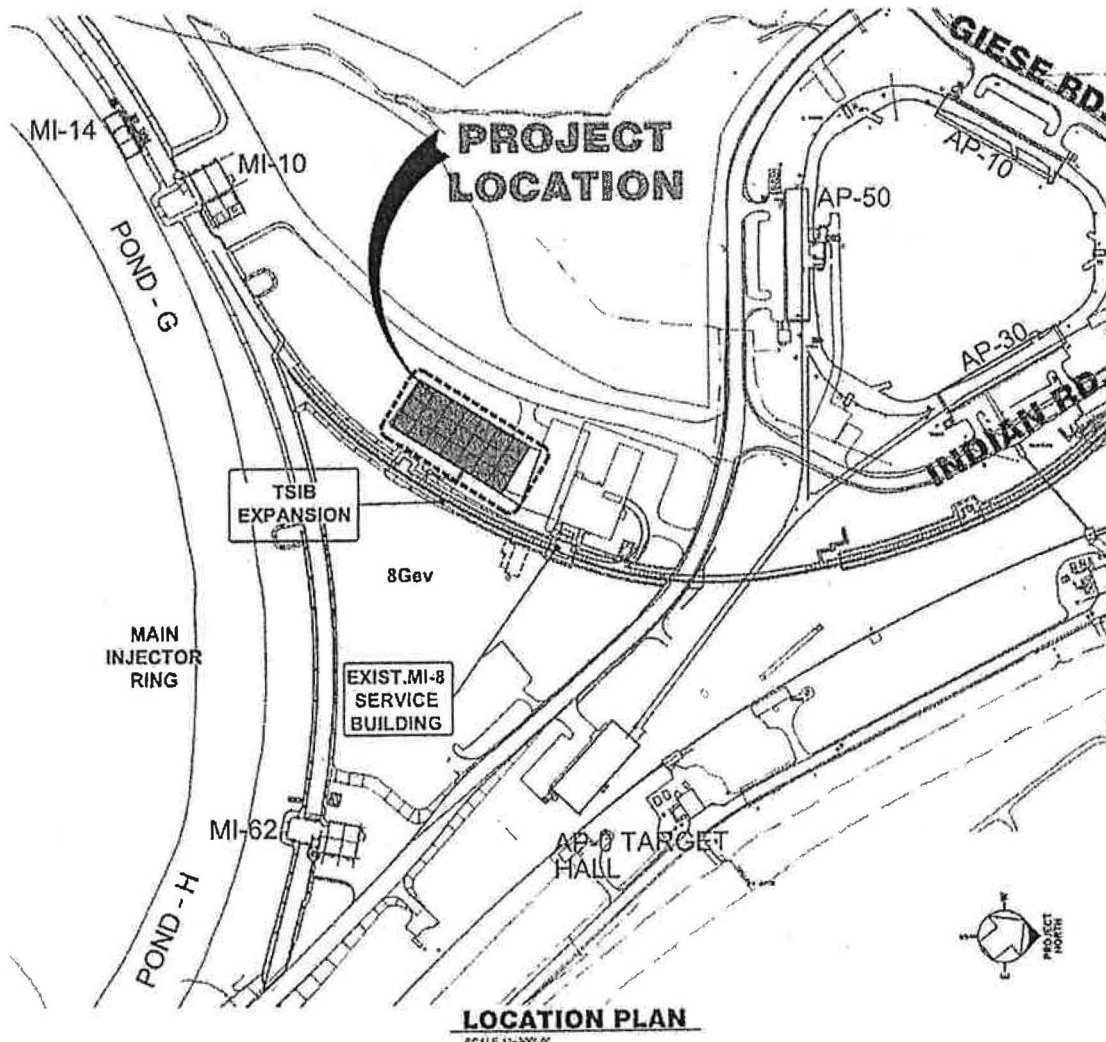 GIESE RD.
MI-14
MI-10
PROJECT
LOCATION
AP-10
AP-50
POND - G
AP-30
INDIAN RD.
TSIB
EXPANSION
8Gev
MAIN
INJECTOR
RING
EXIST.MI-8
SERVICE
BUILDING
MI-62
AP-0 TARGET
HALL
POND - H
W
S
E
PROJECT
NORTH
LOCATION PLAN